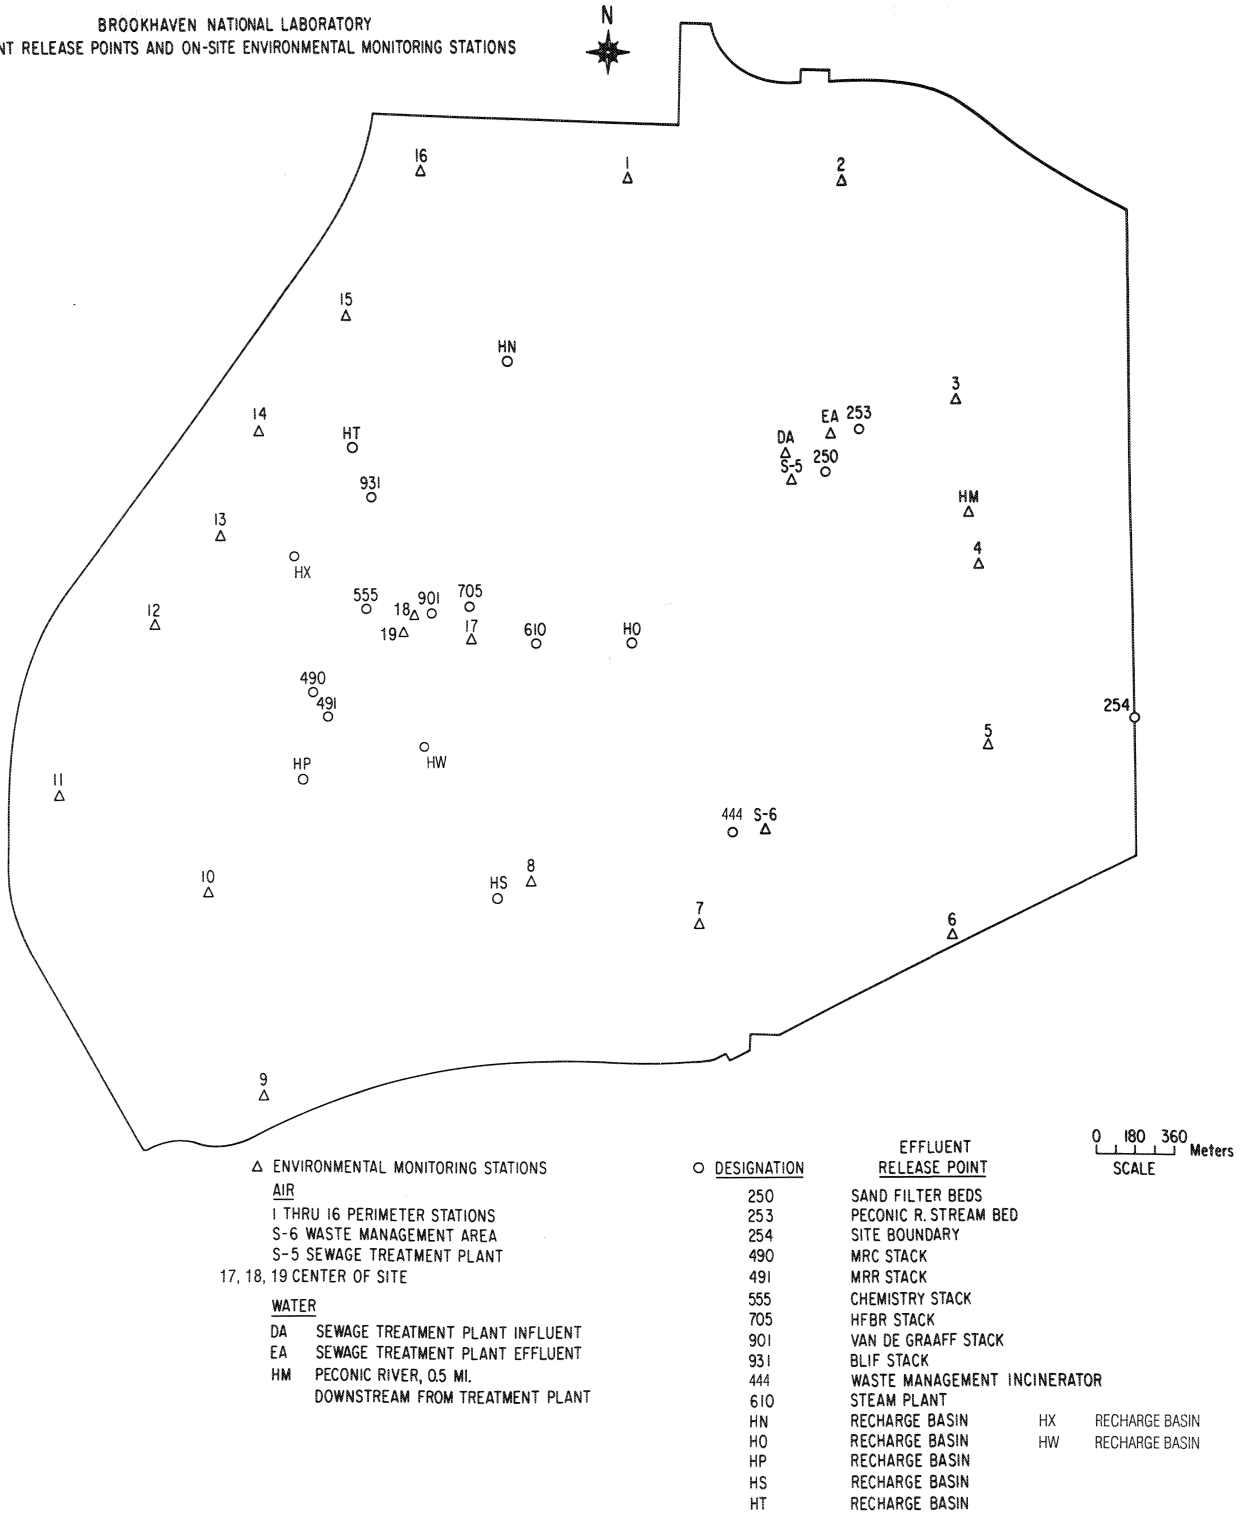 BROOKHAVEN NATIONAL LABORATORY
NT RELEASE POINTS AND ON-SITE ENVIRONMENTAL MONITORING STATIONS
N
16
1
2
15
HN
3
14
HT
EA 253
DA
S-5 250
931
HM
13
4
HX
12
555
18 901 705
19 17 610 HO
490
491
254
5
HW
HP
11
444 S-6
10
HS 8
7
6
9
0 180 360 Meters
SCALE
△ ENVIRONMENTAL MONITORING STATIONS
AIR
1 THRU 16 PERIMETER STATIONS
S-6 WASTE MANAGEMENT AREA
S-5 SEWAGE TREATMENT PLANT
17, 18, 19 CENTER OF SITE
WATER
DA SEWAGE TREATMENT PLANT INFLUENT
EA SEWAGE TREATMENT PLANT EFFLUENT
HM PECONIC RIVER, 0.5 MI.
DOWNSTREAM FROM TREATMENT PLANT
EFFLUENT
○ DESIGNATION RELEASE POINT
250 SAND FILTER BEDS
253 PECONIC R. STREAM BED
254 SITE BOUNDARY
490 MRC STACK
491 MRR STACK
555 CHEMISTRY STACK
705 HFBR STACK
901 VAN DE GRAAFF STACK
931 BLIF STACK
444 WASTE MANAGEMENT INCINERATOR
610 STEAM PLANT
HN RECHARGE BASIN HX RECHARGE BASIN
HO RECHARGE BASIN HW RECHARGE BASIN
HP RECHARGE BASIN
HS RECHARGE BASIN
HT RECHARGE BASIN